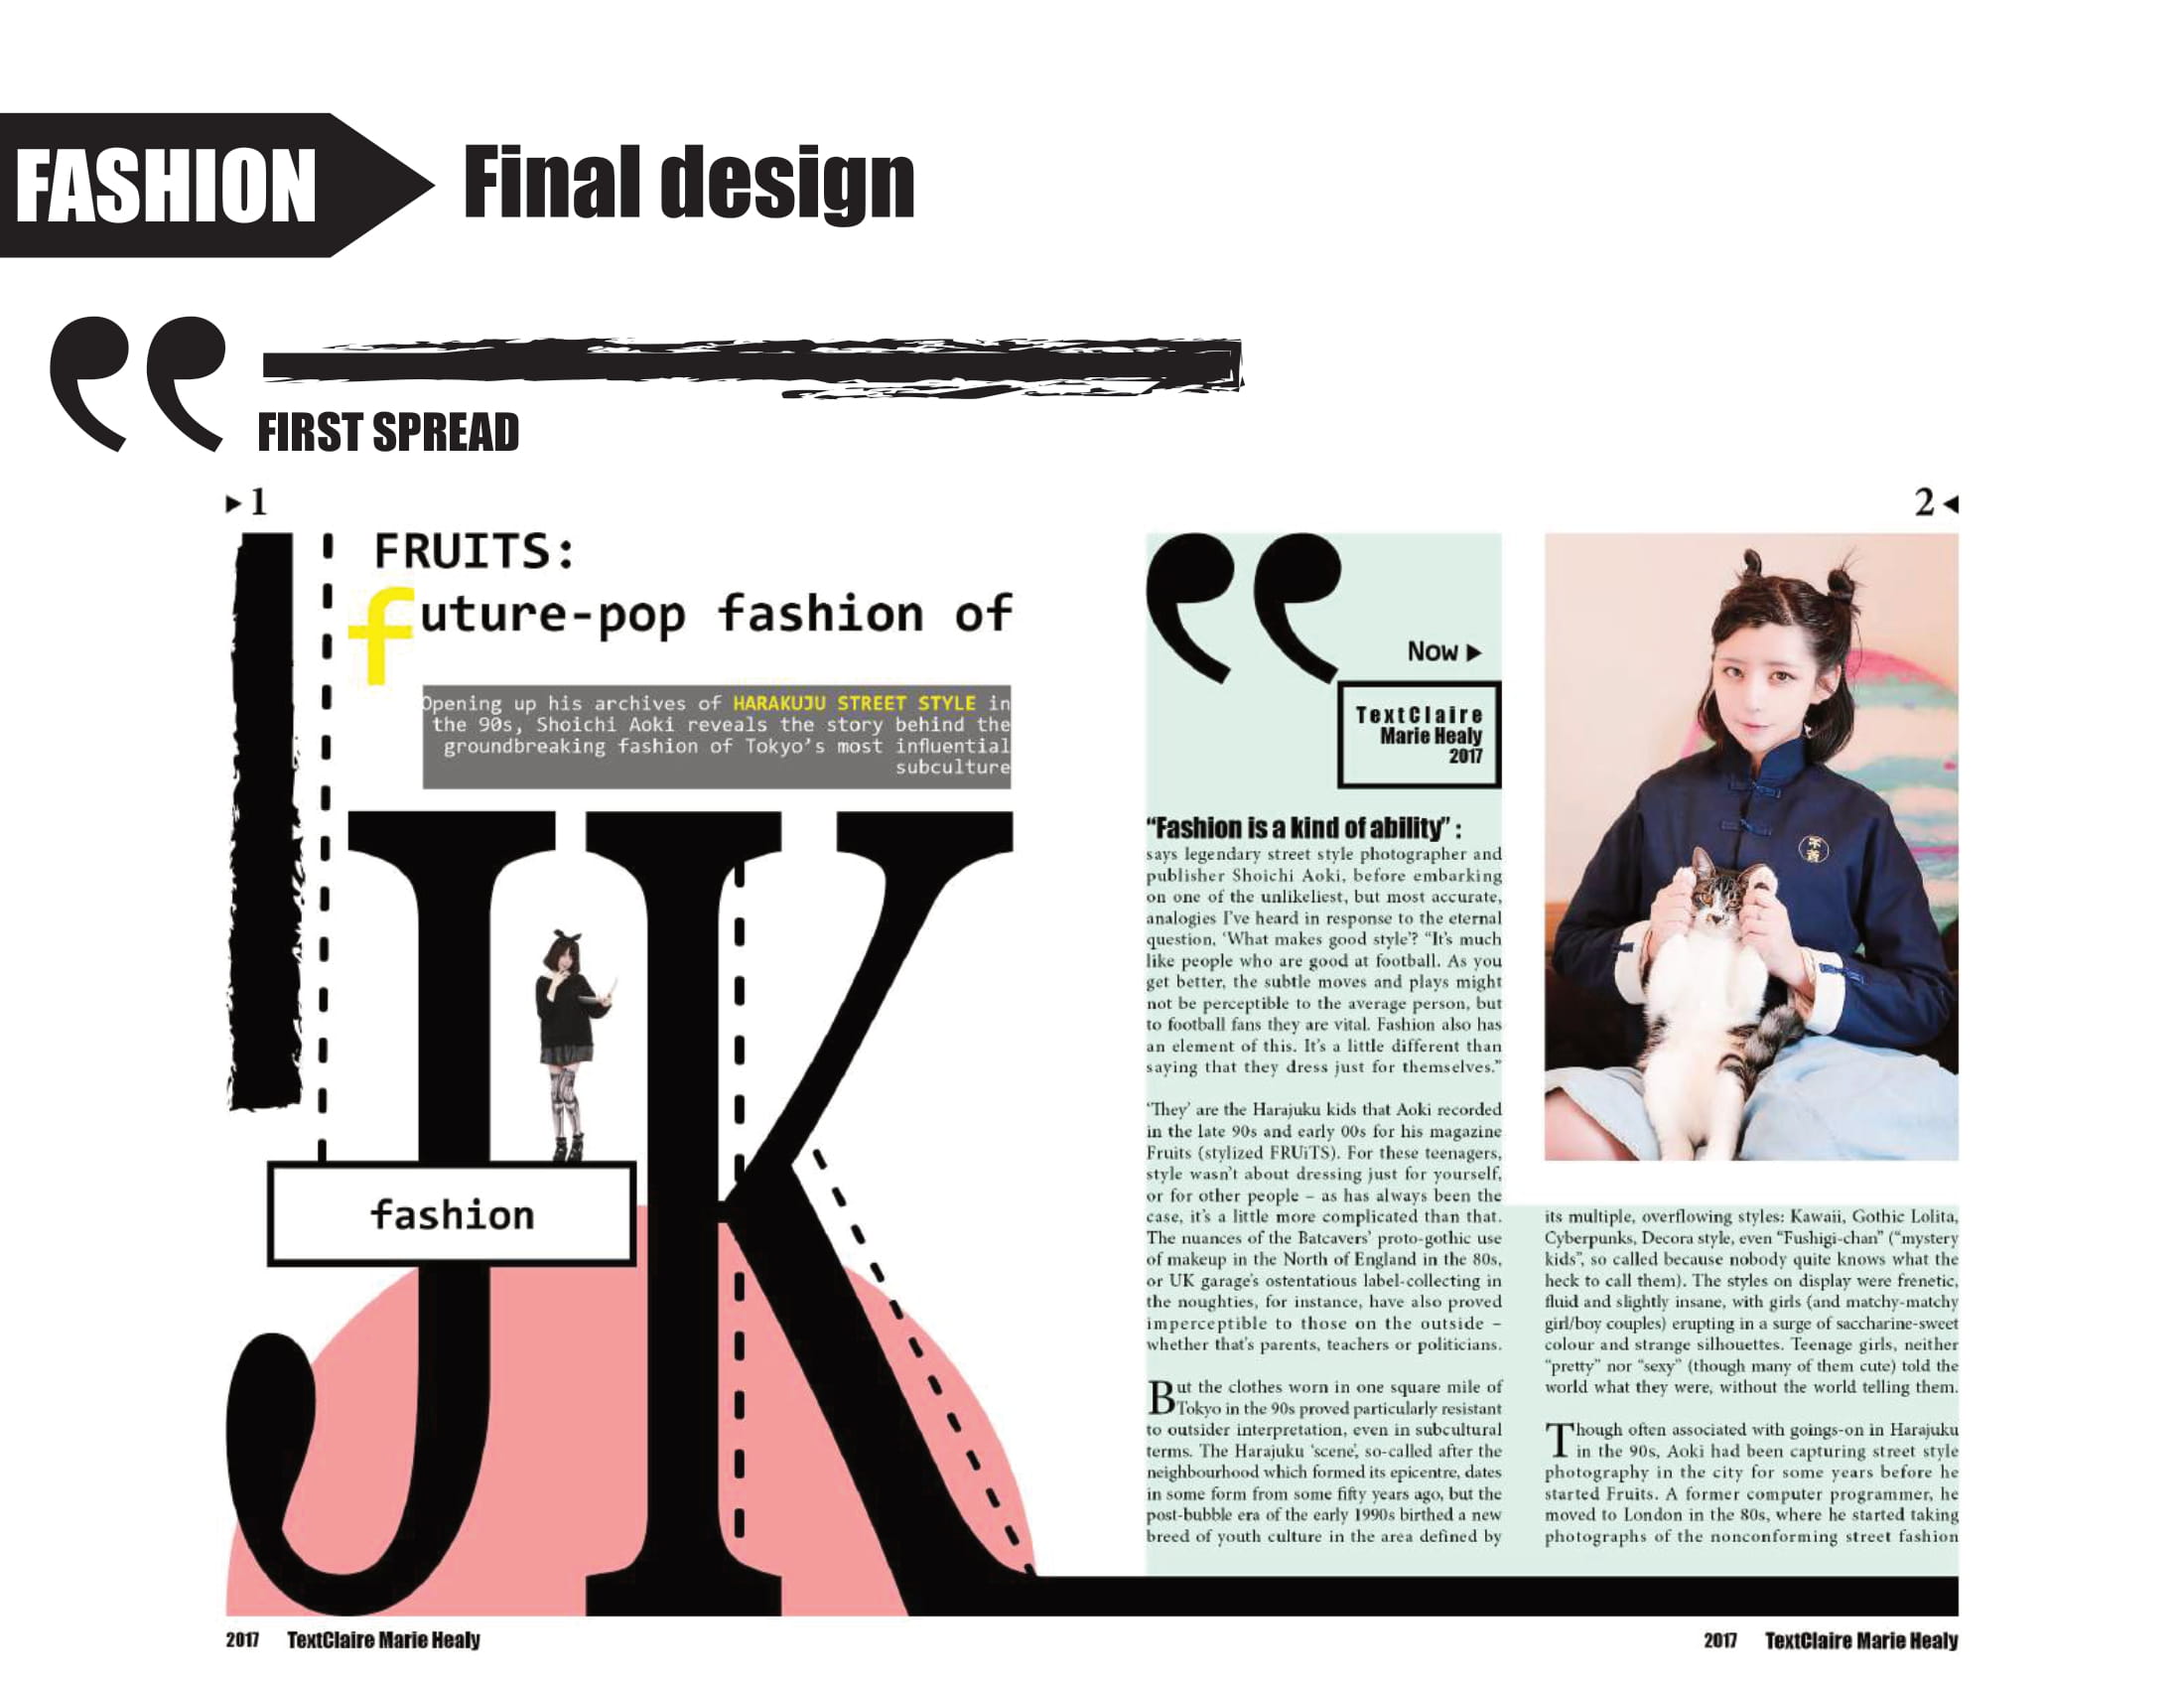 FASHION
Final design
FIRST SPREAD
1
2
FRUITS:
future-pop fashion of
Opening up his archives of HARAKUJU STREET STYLE in
the 90s, Shoichi Aoki reveals the story behind the
groundbreaking fashion of Tokyo's most influential
subculture
JK
fashion
2017 TextClaire Marie Healy
Now
TextClaire
Marie Healy
2017
“Fashion is a kind of ability” :
says legendary street style photographer and
publisher Shoichi Aoki, before embarking
on one of the unlikeliest, but most accurate,
analogies I've heard in response to the eternal
question, ‘What makes good style’? “It's much
like people who are good at football. As you
get better, the subtle moves and plays might
not be perceptible to the average person, but
to football fans they are vital. Fashion also has
an element of this. It's a little different than
saying that they dress just for themselves.”
‘They’ are the Harajuku kids that Aoki recorded
in the late 90s and early 00s for his magazine
Fruits (stylized FRUiTS). For these teenagers,
style wasn't about dressing just for yourself,
or for other people – as has always been the
case, it's a little more complicated than that.
The nuances of the Batcavers' proto-gothic use
of makeup in the North of England in the 80s,
or UK garage's ostentatious label-collecting in
the noughties, for instance, have also proved
imperceptible to those on the outside –
whether that's parents, teachers or politicians.
But the clothes worn in one square mile of
Tokyo in the 90s proved particularly resistant
to outsider interpretation, even in subcultural
terms. The Harajuku ‘scene’, so-called after the
neighbourhood which formed its epicentre, dates
in some form from some fifty years ago, but the
post-bubble era of the early 1990s birthed a new
breed of youth culture in the area defined by
its multiple, overflowing styles: Kawaii, Gothic Lolita,
Cyberpunks, Decora style, even “Fushigi-chan” (“mystery
kids”, so called because nobody quite knows what the
heck to call them). The styles on display were frenetic,
fluid and slightly insane, with girls (and matchy-matchy
girl/boy couples) erupting in a surge of saccharine-sweet
colour and strange silhouettes. Teenage girls, neither
“pretty” nor “sexy” (though many of them cute) told the
world what they were, without the world telling them.
Though often associated with goings-on in Harajuku
in the 90s, Aoki had been capturing street style
photography in the city for some years before he
started Fruits. A former computer programmer, he
moved to London in the 80s, where he started taking
photographs of the nonconforming street fashion
2017 TextClaire Marie Healy